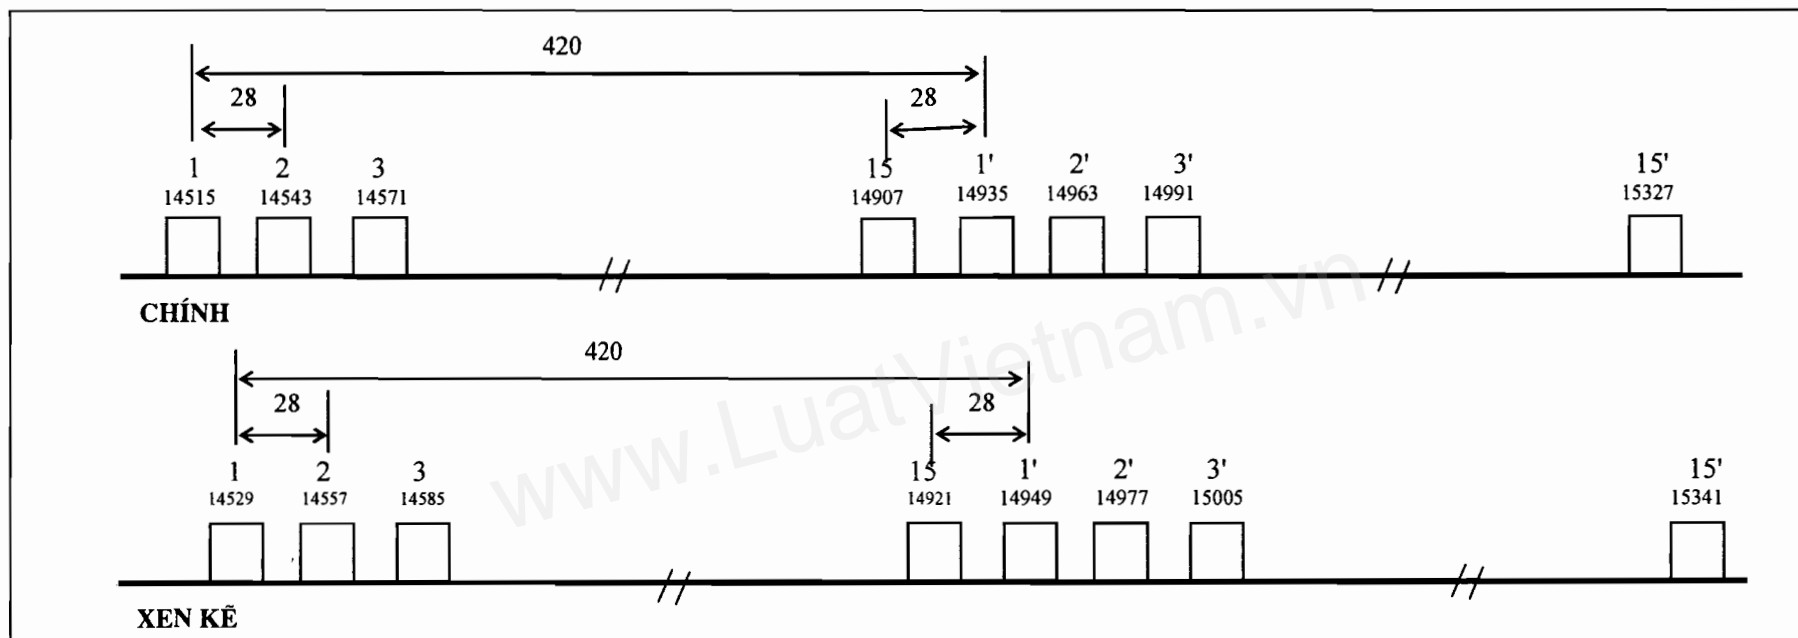 420
28 28
1 2 3 15 1' 2' 3' 15'
14515 14543 14571 14907 14935 14963 14991 15327
CHÍNH
420
28 28
1 2 3 15 1' 2' 3' 15'
14529 14557 14585 14921 14949 14977 15005 15341
XEN KẼ
www.LuatVietnam.vn